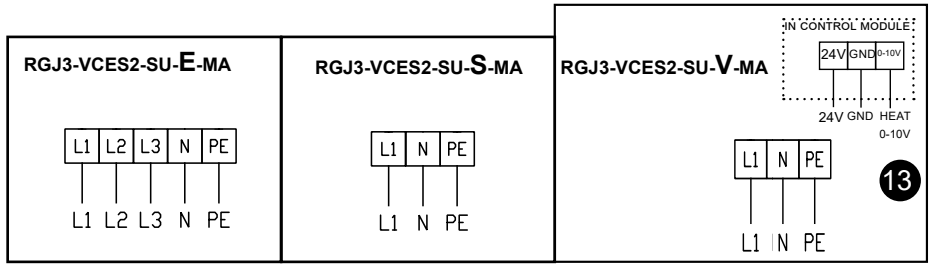 RGJ3-VCES2-SU-E-MA
L1 L2 L3 N PE
L1 L2 L3 N PE
RGJ3-VCES2-SU-S-MA
L1 N PE
L1 N PE
RGJ3-VCES2-SU-V-MA
IN CONTROL MODULE
24V GND 0-10V
24V GND HEAT
0-10V
L1 N PE
L1 N PE
13